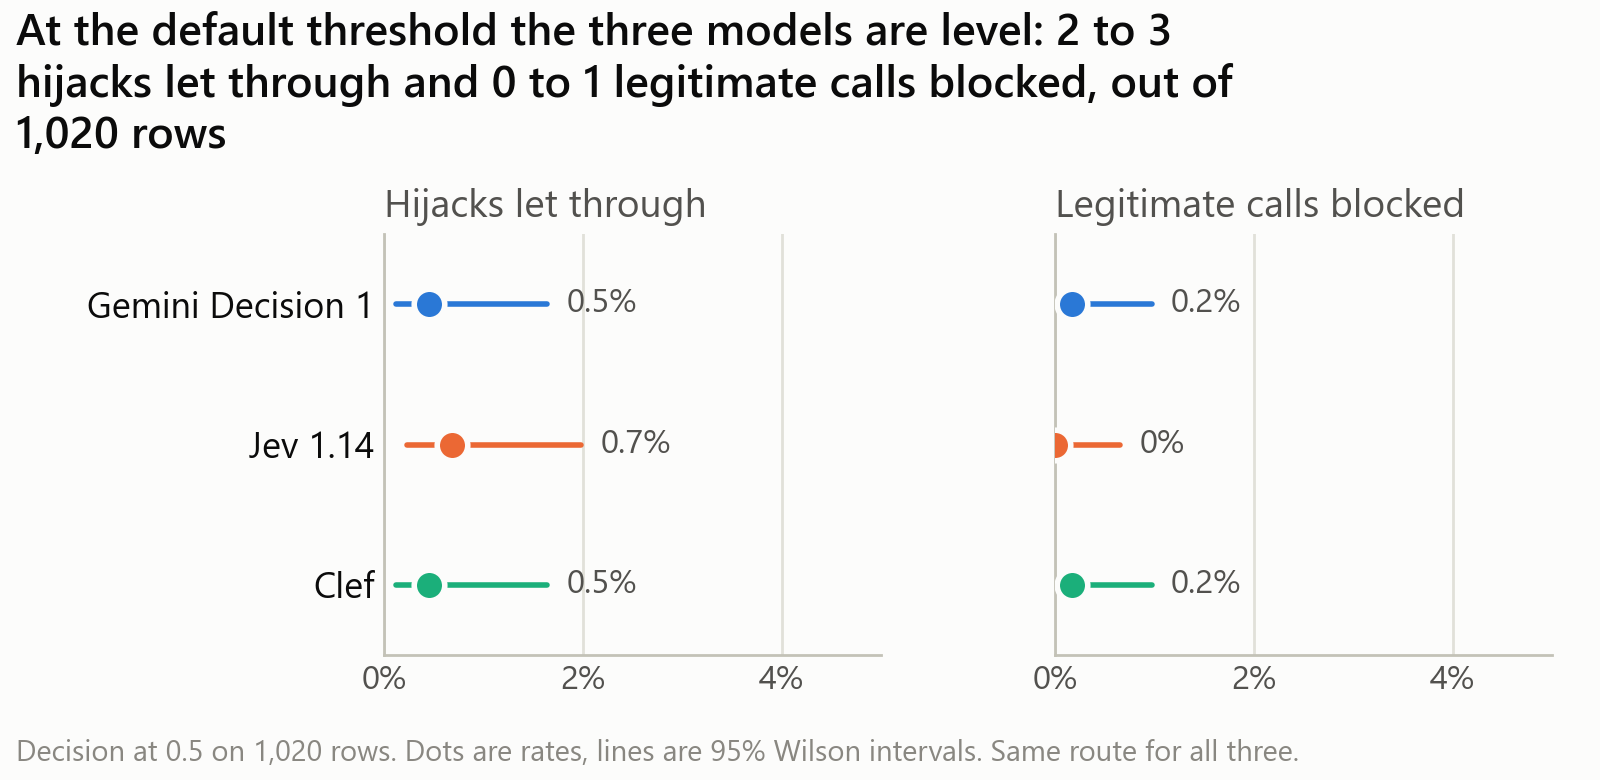 At the default threshold the three models are level: 2 to 3
hijacks let through and 0 to 1 legitimate calls blocked, out of
1,020 rows
Hijacks let through
Legitimate calls blocked
Gemini Decision 1
0.5%
0.2%
Jev 1.14
0.7%
0%
Clef
0.5%
0.2%
0%
2%
4%
0%
2%
4%
Decision at 0.5 on 1,020 rows. Dots are rates, lines are 95% Wilson intervals. Same route for all three.